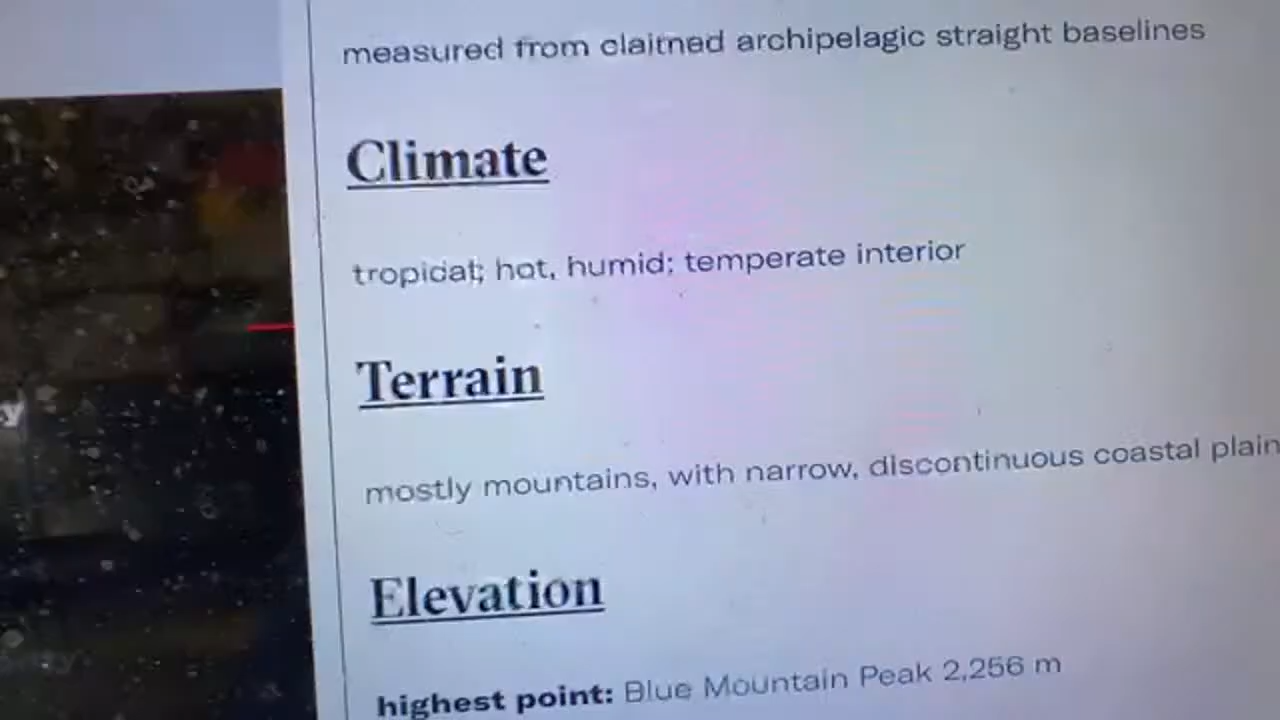 measured from claimed archipelagic straight baselines
Climate
tropical; hot, humid; temperate interior
Terrain
mostly mountains, with narrow, discontinuous coastal plain
Elevation
highest point: Blue Mountain Peak 2,256 m